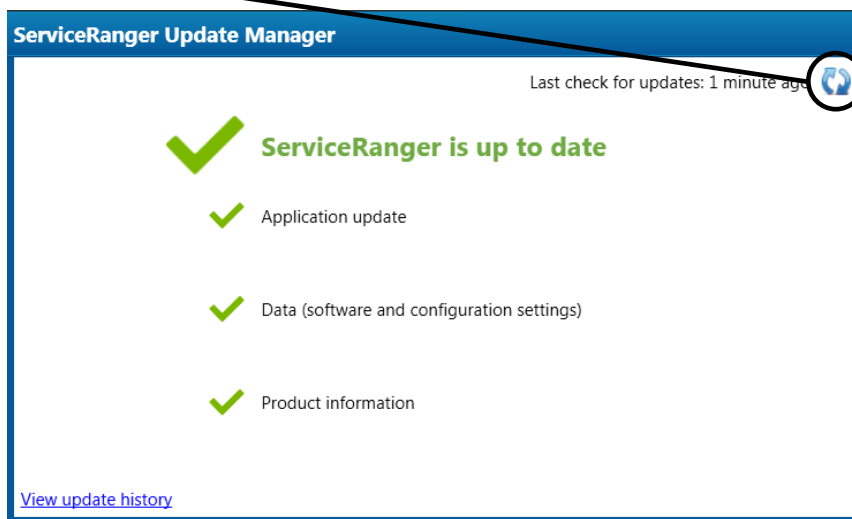 ServiceRanger Update Manager
Last check for updates: 1 minute ago
ServiceRanger is up to date
Application update
Data (software and configuration settings)
Product information
View update history